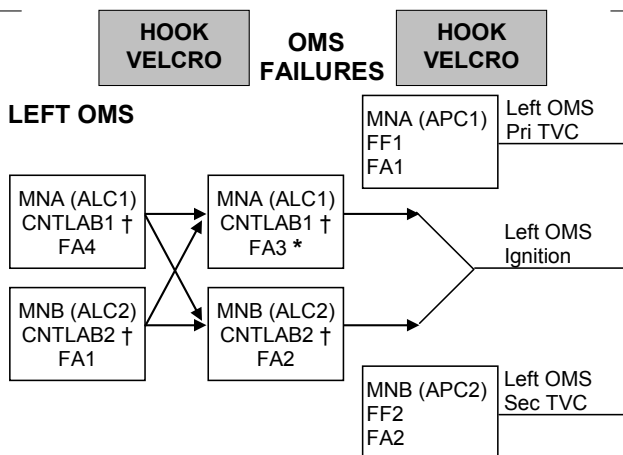 HOOK
VELCRO
OMS
FAILURES
HOOK
VELCRO
LEFT OMS
MNA (APC1)
FF1
FA1
Left OMS
Pri TVC
MNA (ALC1)
CNTLAB1 †
FA4
MNA (ALC1)
CNTLAB1 †
FA3 *
Left OMS
Ignition
MNB (ALC2)
CNTLAB2 †
FA1
MNB (ALC2)
CNTLAB2 †
FA2
MNB (APC2)
FF2
FA2
Left OMS
Sec TVC